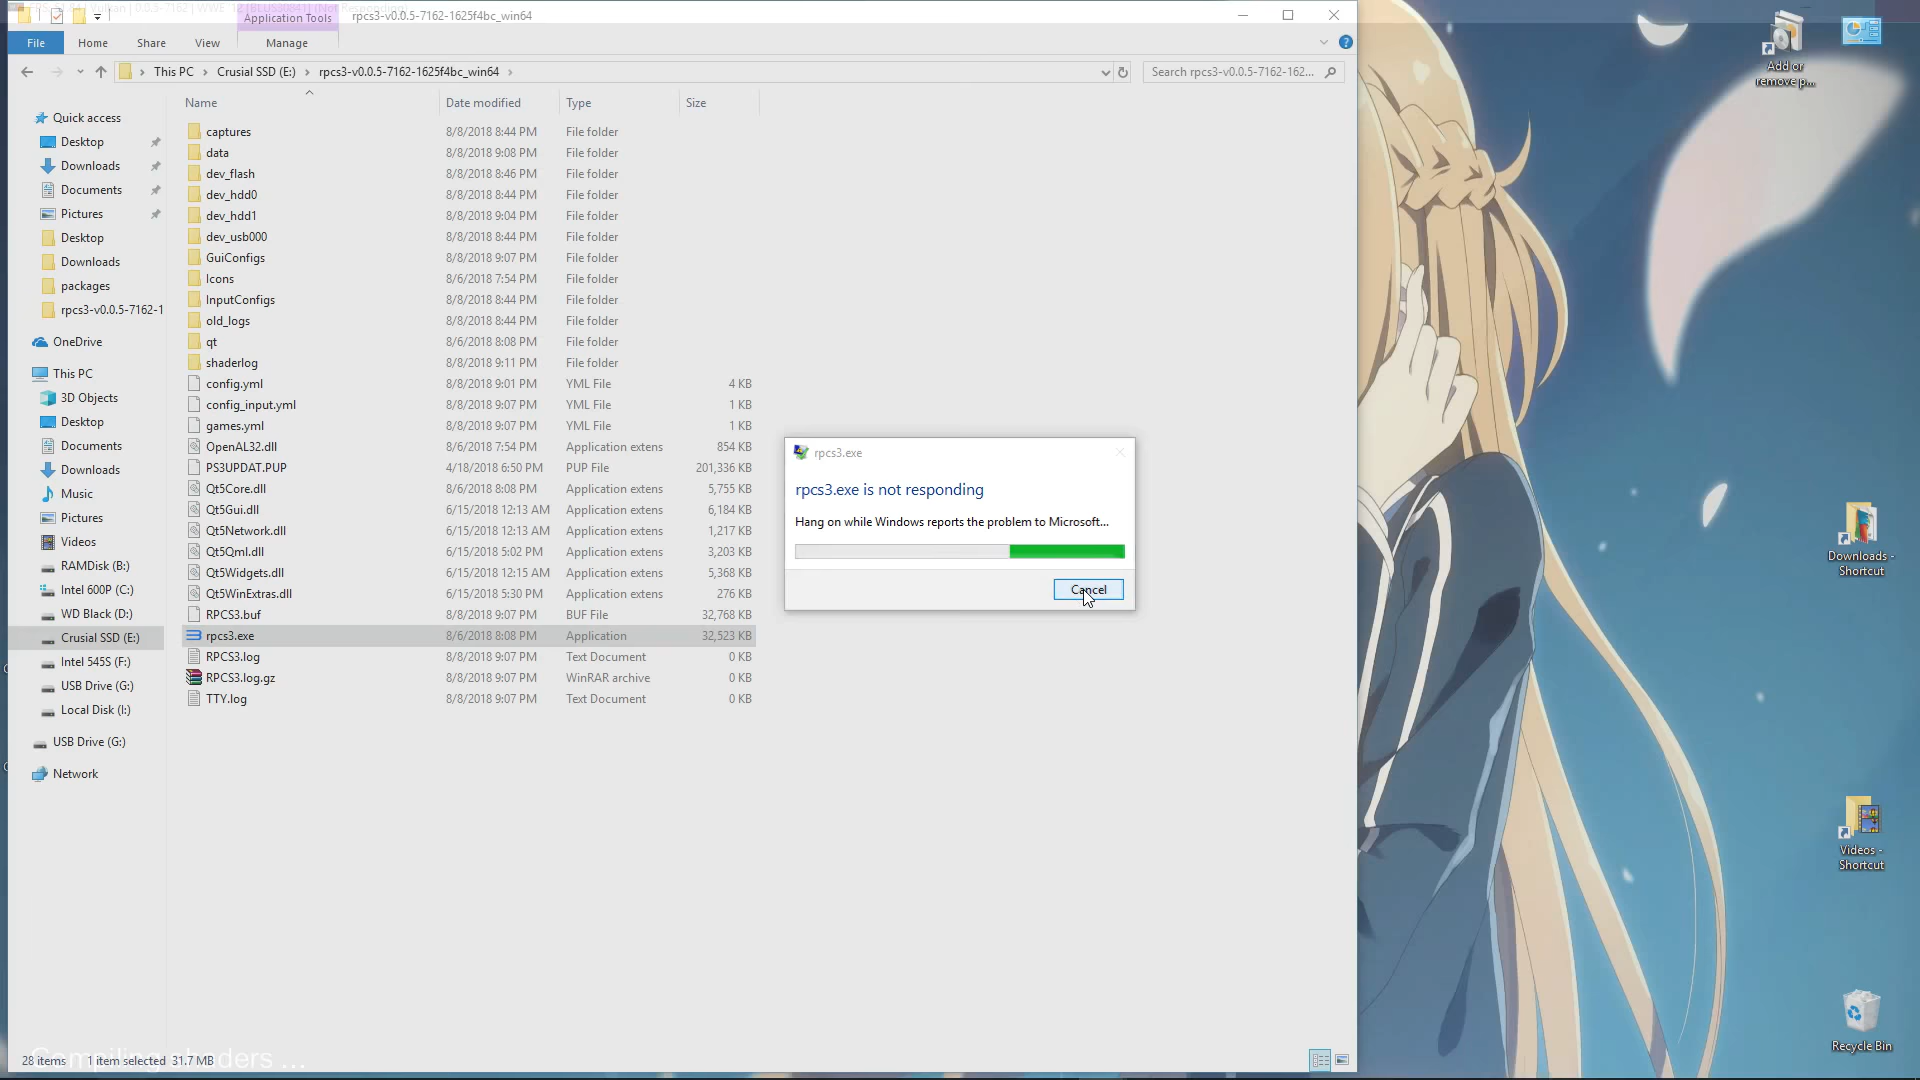 FPS: 51.84 | Vulkan | 0.0.5-7162 | WWE '12 [BLUS30841] (Not Responding)
Application Tools
rpcs3-v0.0.5-7162-1625f4bc_win64
File
Home
Share
View
Manage
This PC
Crusial SSD (E:)
rpcs3-v0.0.5-7162-1625f4bc_win64
Search rpcs3-v0.0.5-7162-162...
Name
Date modified
Type
Size
Quick access
Desktop
Downloads
Documents
Pictures
Desktop
Downloads
packages
rpcs3-v0.0.5-7162-1
OneDrive
This PC
3D Objects
Desktop
Documents
Downloads
Music
Pictures
Videos
RAMDisk (B:)
Intel 600P (C:)
WD Black (D:)
Crusial SSD (E:)
Intel 545S (F:)
USB Drive (G:)
Local Disk (I:)
USB Drive (G:)
Network
captures 8/8/2018 8:44 PM File folder
data 8/8/2018 9:08 PM File folder
dev_flash 8/8/2018 8:46 PM File folder
dev_hdd0 8/8/2018 8:44 PM File folder
dev_hdd1 8/8/2018 9:04 PM File folder
dev_usb000 8/8/2018 8:44 PM File folder
GuiConfigs 8/8/2018 9:07 PM File folder
Icons 8/6/2018 7:54 PM File folder
InputConfigs 8/8/2018 8:44 PM File folder
old_logs 8/8/2018 8:44 PM File folder
qt 8/6/2018 8:08 PM File folder
shaderlog 8/8/2018 9:11 PM File folder
config.yml 8/8/2018 9:01 PM YML File 4 KB
config_input.yml 8/8/2018 9:07 PM YML File 1 KB
games.yml 8/8/2018 9:07 PM YML File 1 KB
OpenAL32.dll 8/6/2018 7:54 PM Application extens 854 KB
PS3UPDAT.PUP 4/18/2018 6:50 PM PUP File 201,336 KB
Qt5Core.dll 8/6/2018 8:08 PM Application extens 5,755 KB
Qt5Gui.dll 6/15/2018 12:13 AM Application extens 6,184 KB
Qt5Network.dll 6/15/2018 12:13 AM Application extens 1,217 KB
Qt5Qml.dll 6/15/2018 5:02 PM Application extens 3,203 KB
Qt5Widgets.dll 6/15/2018 12:15 AM Application extens 5,368 KB
Qt5WinExtras.dll 6/15/2018 5:30 PM Application extens 276 KB
RPCS3.buf 8/8/2018 9:07 PM BUF File 32,768 KB
rpcs3.exe 8/6/2018 8:08 PM Application 32,523 KB
RPCS3.log 8/8/2018 9:07 PM Text Document 0 KB
RPCS3.log.gz 8/8/2018 9:07 PM WinRAR archive 0 KB
TTY.log 8/8/2018 9:07 PM Text Document 0 KB
rpcs3.exe
rpcs3.exe is not responding
Hang on while Windows reports the problem to Microsoft...
Cancel
Add or
remove p...
Downloads -
Shortcut
Videos -
Shortcut
Recycle Bin
28 items
1 item selected 31.7 MB
Compiling shaders ...